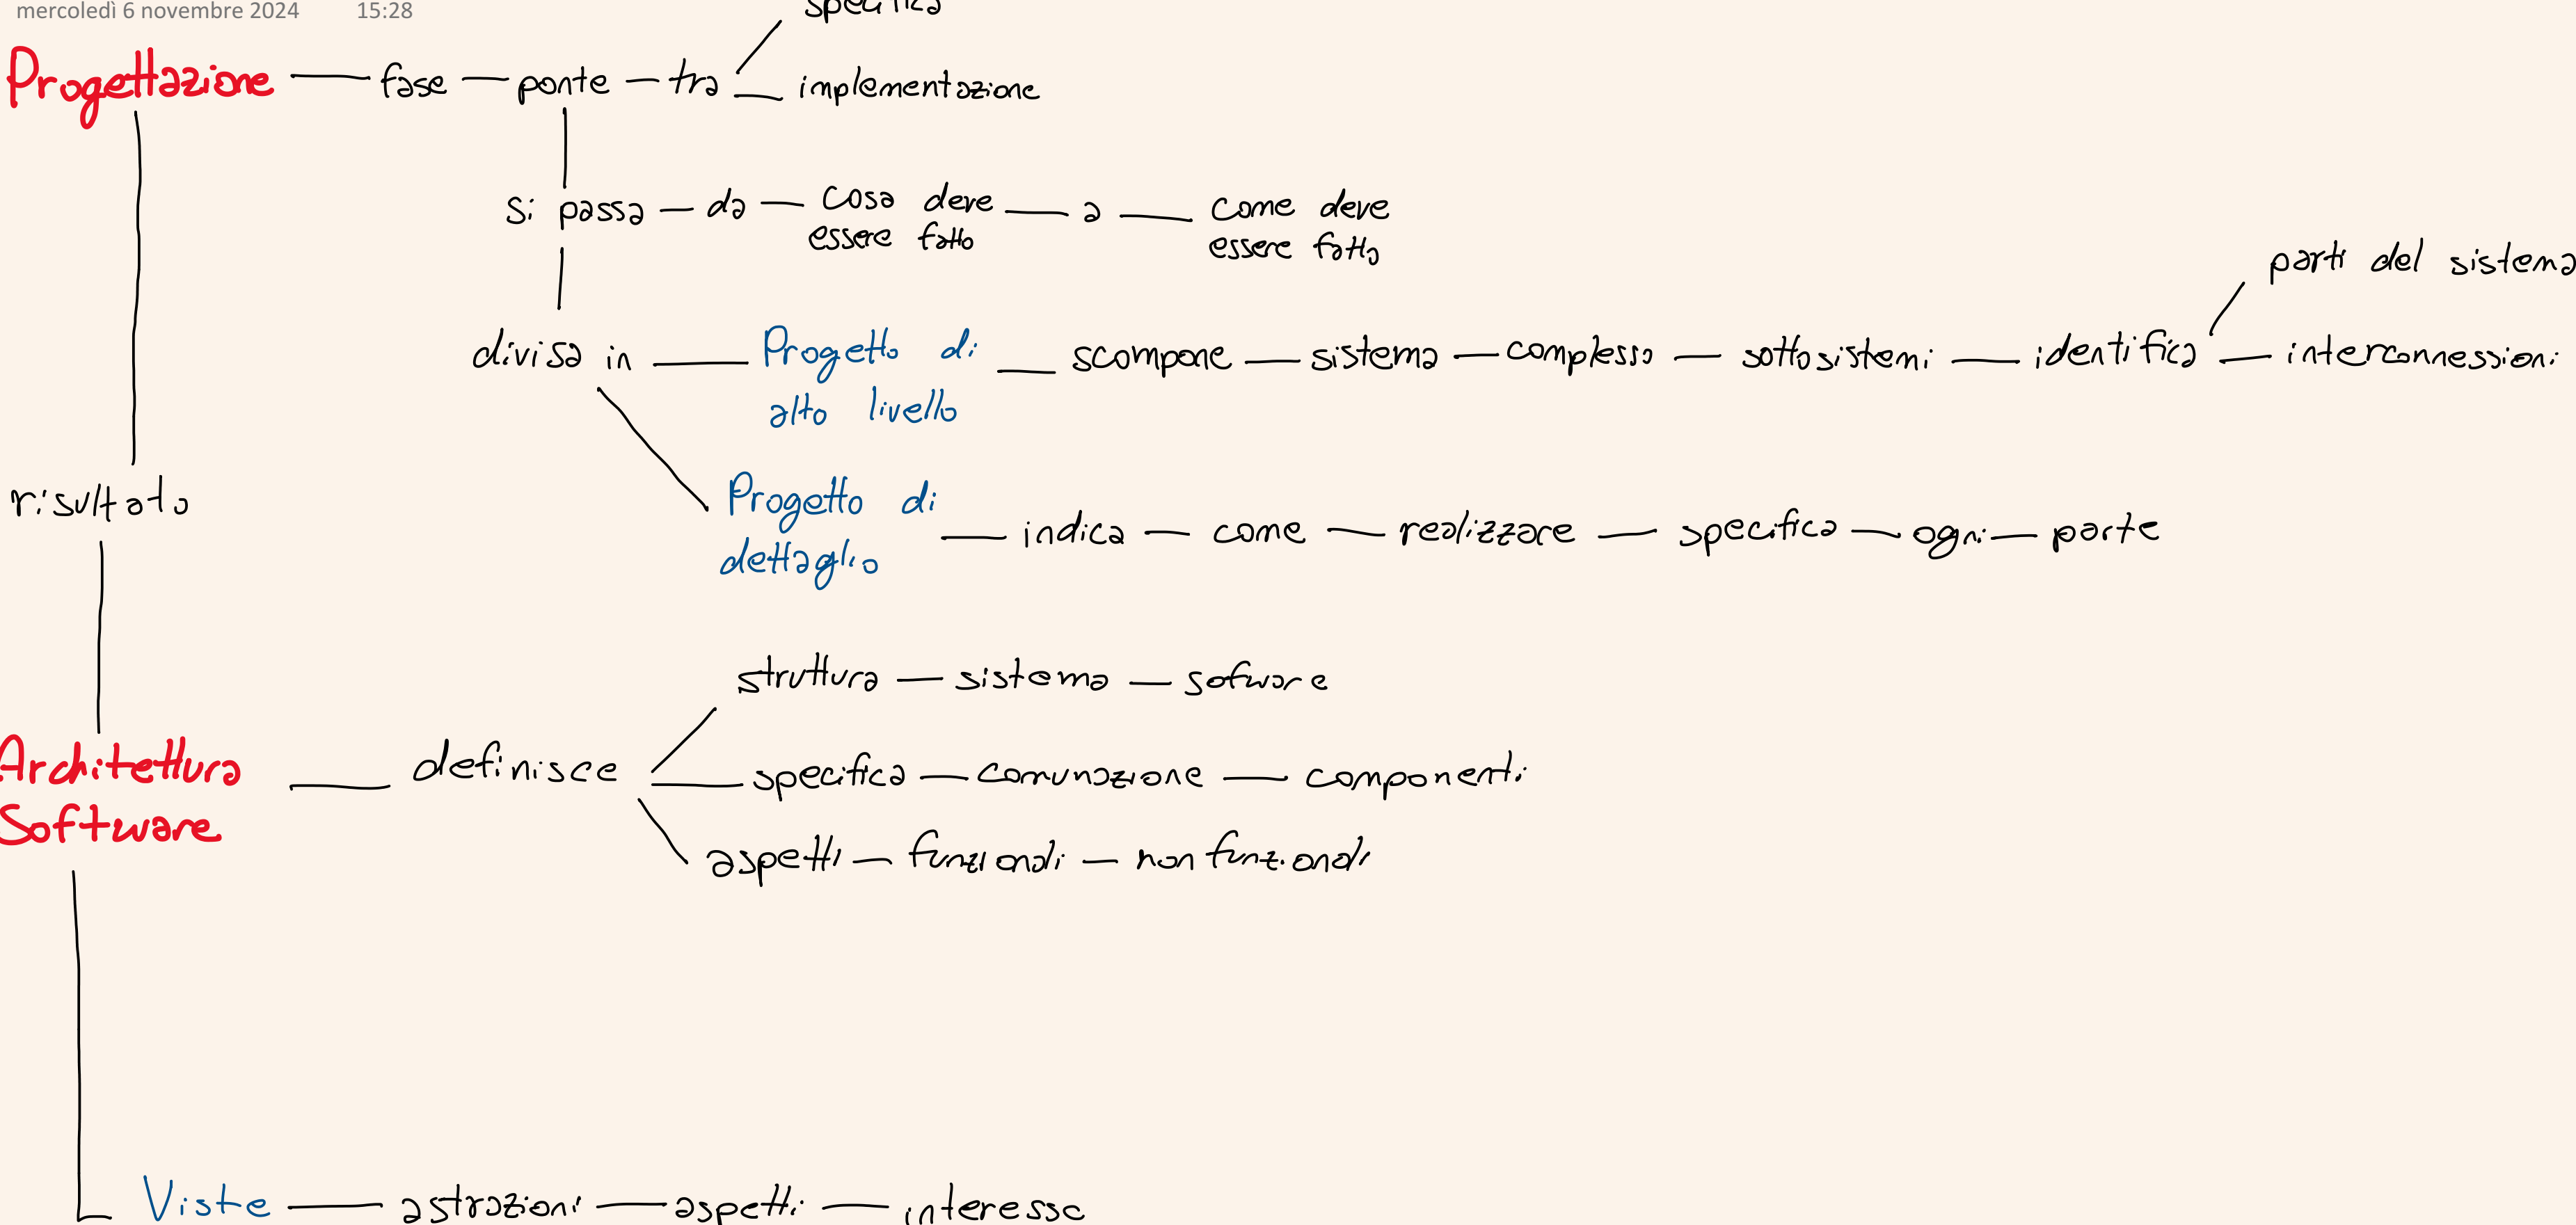 mercoledì 6 novembre 2024 15:28
specifica
Progettazione fase ponte tra implementazione
si passa da cosa deve essere fatto a come deve essere fatto
parti del sistema
divisa in Progetto di alto livello scompone sistema complesso sottosistemi identifica interconnessioni
risultato
Progetto di dettaglio indica come realizzare specifica ogni parte
struttura sistema sofware
Architettura Software definisce specifica comunazione componenti
aspetti funzionali non funzionali
Viste astrazioni aspetti interesse